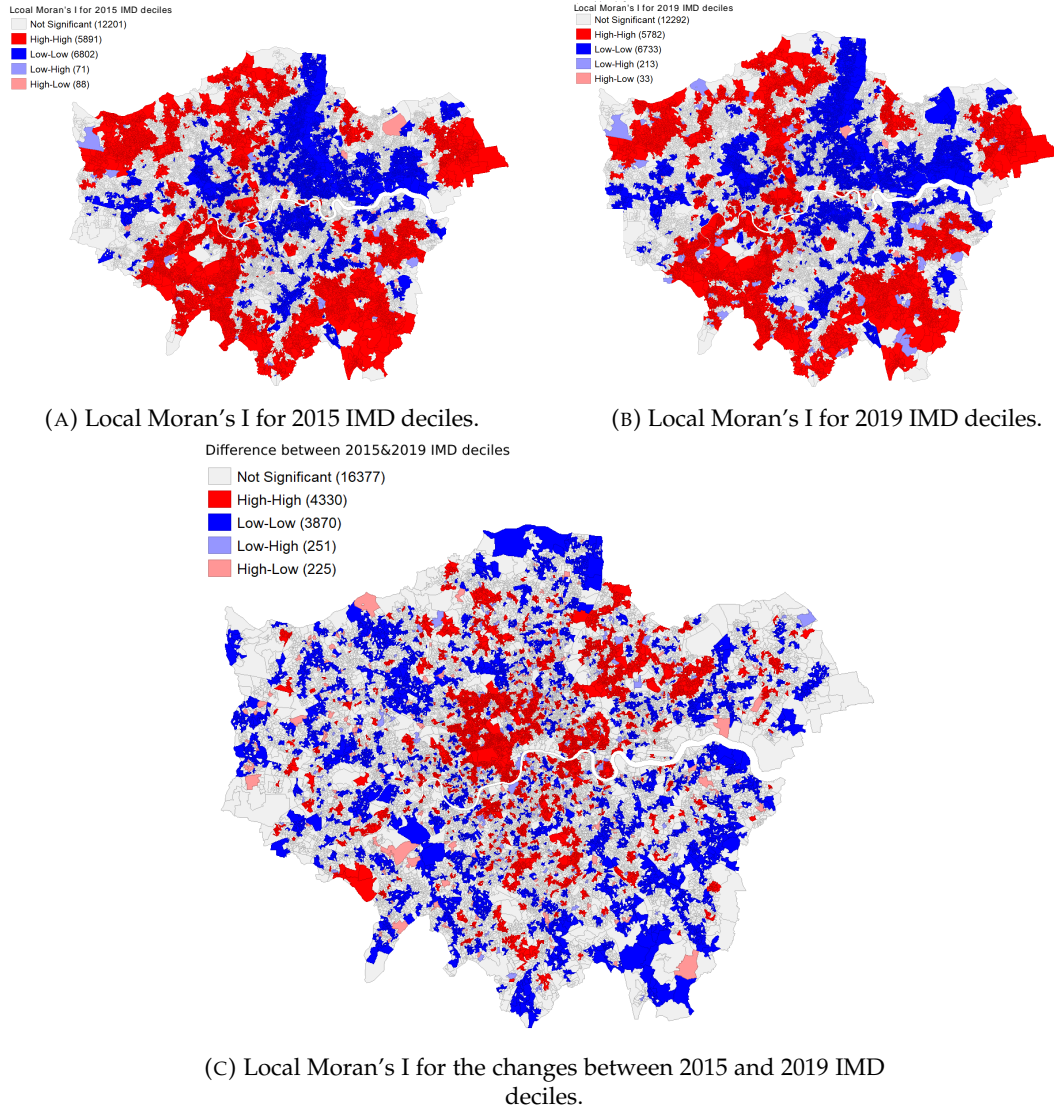 Lcoal Moran's I for 2015 IMD deciles
Not Significant (12201)
High-High (5891)
Low-Low (6802)
Low-High (71)
High-Low (88)
Local Moran's I for 2019 IMD deciles
Not Significant (12292)
High-High (5782)
Low-Low (6733)
Low-High (213)
High-Low (33)
(A) Local Moran's I for 2015 IMD deciles.
(B) Local Moran's I for 2019 IMD deciles.
Difference between 2015&2019 IMD deciles
Not Significant (16377)
High-High (4330)
Low-Low (3870)
Low-High (251)
High-Low (225)
(C) Local Moran's I for the changes between 2015 and 2019 IMD
deciles.